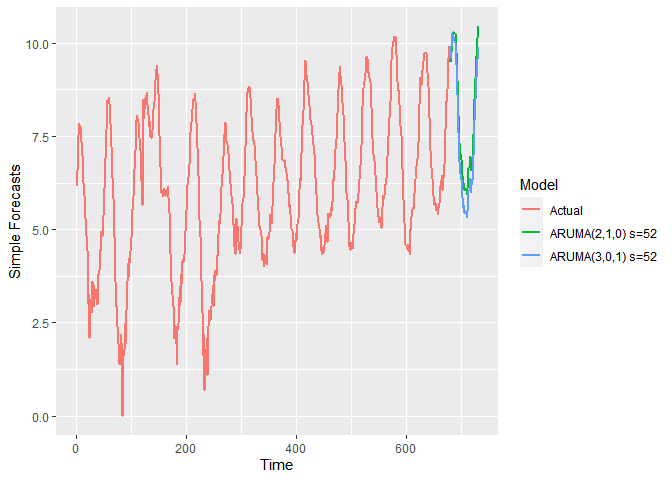 10.0
7.5
5.0
2.5
0.0
Simple Forecasts
0
200
400
600
Time
Model
Actual
ARUMA(2,1,0) s=52
ARUMA(3,0,1) s=52